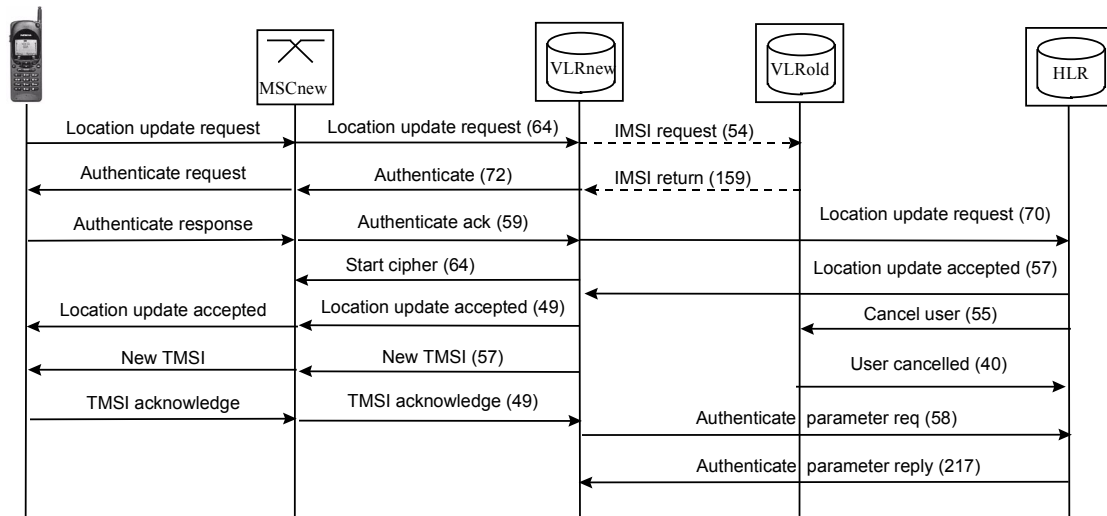 MSCnew
VLRnew
VLRold
HLR
Location update request
Location update request (64)
IMSI request (54)
Authenticate request
Authenticate (72)
IMSI return (159)
Authenticate response
Authenticate ack (59)
Location update request (70)
Start cipher (64)
Location update accepted (57)
Location update accepted
Location update accepted (49)
Cancel user (55)
New TMSI
New TMSI (57)
User cancelled (40)
TMSI acknowledge
TMSI acknowledge (49)
Authenticate parameter req (58)
Authenticate parameter reply (217)